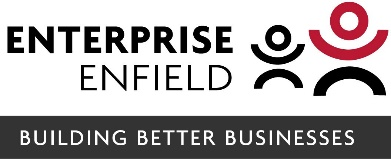 ENTERPRISE
ENFIELD
BUILDING BETTER BUSINESSES